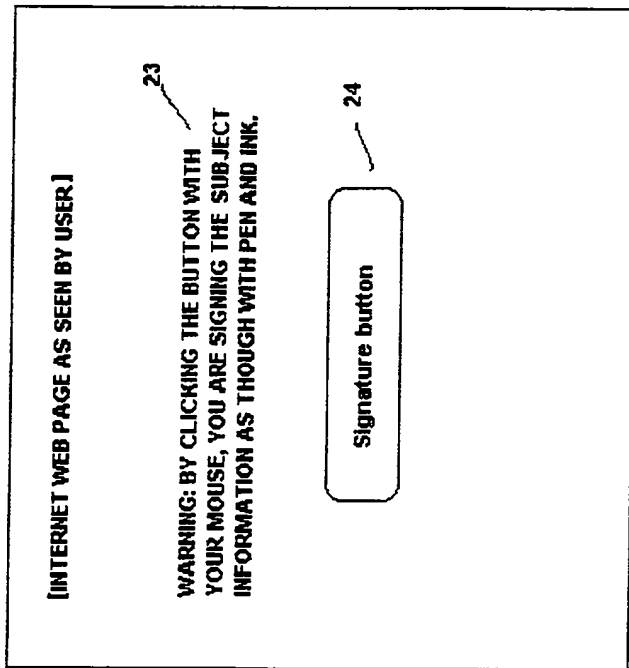 [INTERNET WEB PAGE AS SEEN BY USER]
23
WARNING: BY CLICKING THE BUTTON WITH
YOUR MOUSE, YOU ARE SIGNING THE SUBJECT
INFORMATION AS THOUGH WITH PEN AND INK.
24
Signature button